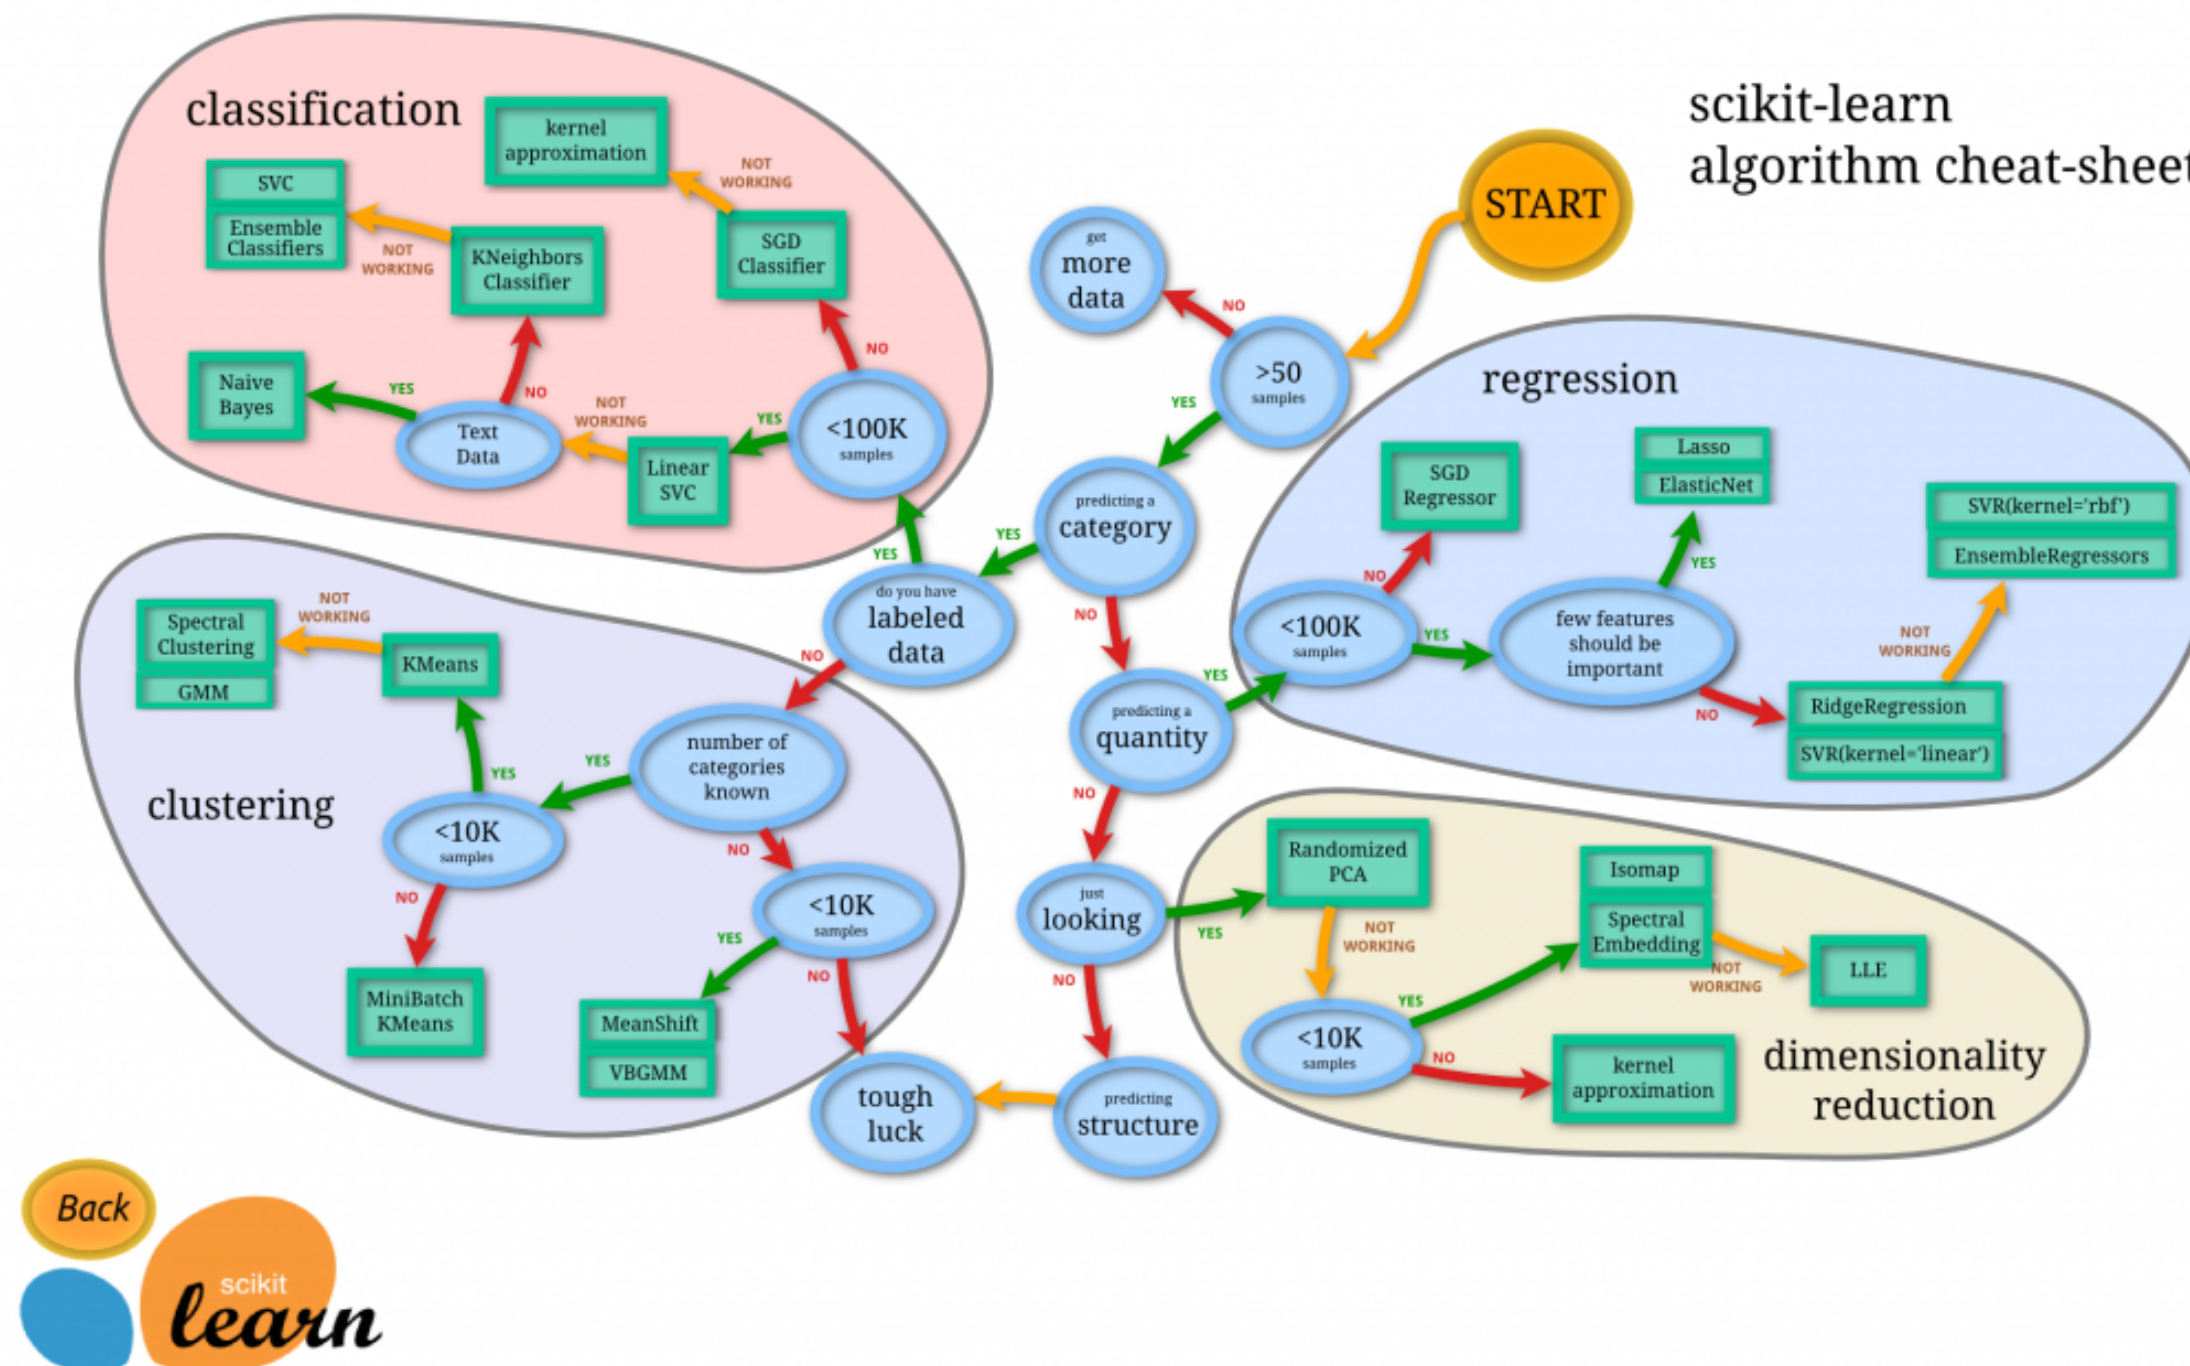 classification
kernel
approximation
NOT
WORKING
SVC
Ensemble
Classifiers
NOT
WORKING
KNeighbors
Classifier
SGD
Classifier
NO
Naive
Bayes
YES
Text
Data
NO
NOT
WORKING
Linear
SVC
YES
<100K
samples
scikit-learn
algorithm cheat-sheet
START
get
more
data
NO
>50
samples
YES
predicting a
category
YES
NO
do you have
labeled
data
YES
NO
predicting a
quantity
YES
NO
just
looking
YES
NO
predicting
structure
tough
luck
regression
SGD
Regressor
Lasso
ElasticNet
SVR(kernel='rbf')
EnsembleRegressors
NO
YES
<100K
samples
YES
few features
should be
important
NOT
WORKING
NO
RidgeRegression
SVR(kernel='linear')
clustering
Spectral
Clustering
GMM
NOT
WORKING
KMeans
number of
categories
known
YES
YES
<10K
samples
NO
NO
<10K
samples
YES
NO
MiniBatch
KMeans
MeanShift
VBGMM
Randomized
PCA
NOT
WORKING
Isomap
Spectral
Embedding
NOT
WORKING
LLE
YES
<10K
samples
NO
kernel
approximation
dimensionality
reduction
Back
scikit
learn